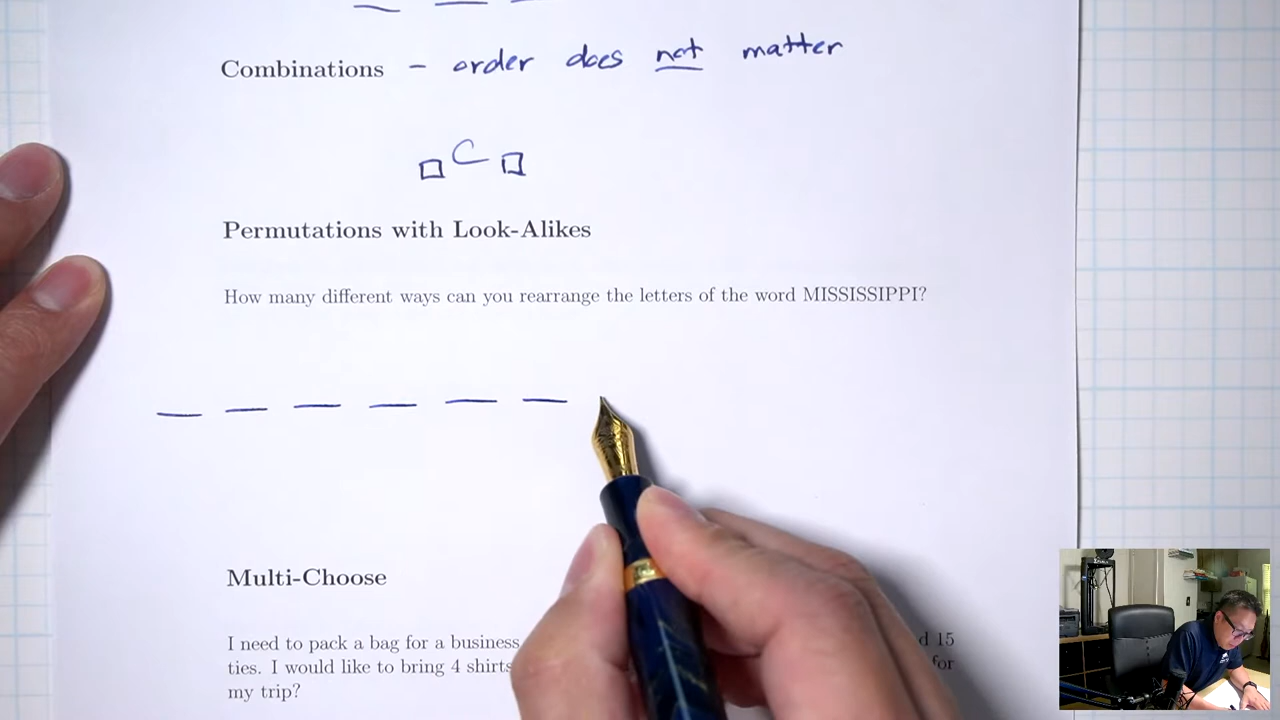 Combinations - order does not matter
□ C □
Permutations with Look-Alikes
How many different ways can you rearrange the letters of the word MISSISSIPPI?
Multi-Choose
I need to pack a bag for a business d 15
ties. I would like to bring 4 shirts for
my trip?